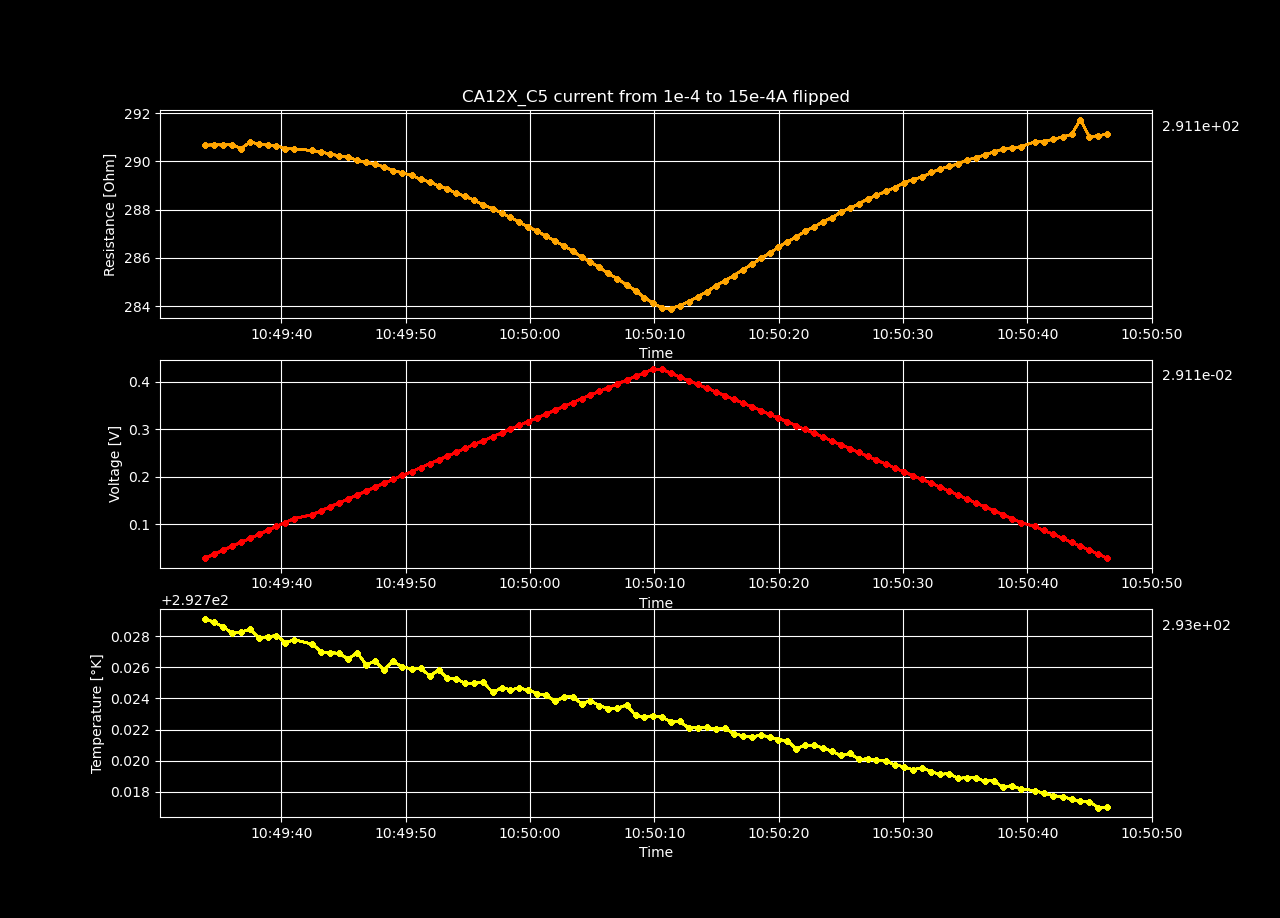 CA12X_C5 current from 1e-4 to 15e-4A flipped
292
290
288
286
284
Resistance [Ohm]
2.911e+02
10:49:40 10:49:50 10:50:00 10:50:10 10:50:20 10:50:30 10:50:40 10:50:50
Time
0.4
0.3
0.2
0.1
Voltage [V]
2.911e-02
10:49:40 10:49:50 10:50:00 10:50:10 10:50:20 10:50:30 10:50:40 10:50:50
Time
+2.927e2
0.028
0.026
0.024
0.022
0.020
0.018
Temperature [°K]
2.93e+02
10:49:40 10:49:50 10:50:00 10:50:10 10:50:20 10:50:30 10:50:40 10:50:50
Time